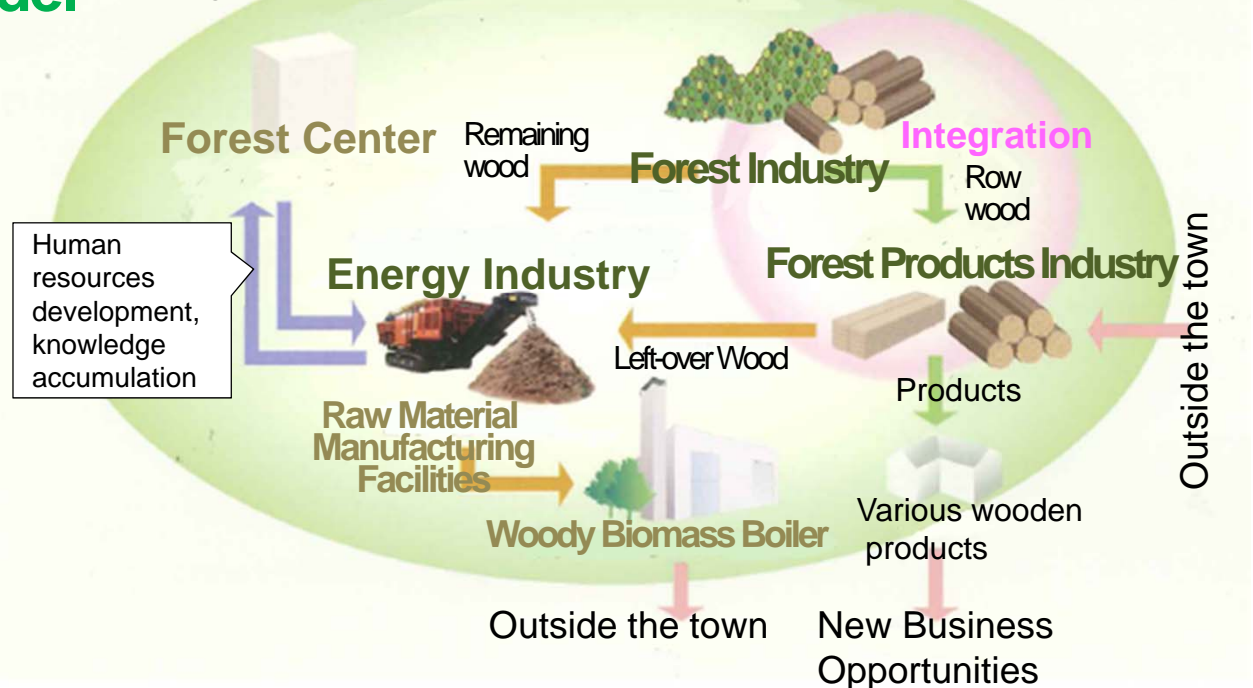 Forest Center
Remaining
wood
Integration
Forest Industry
Row
wood
Human
resources
development,
knowledge
accumulation
Energy Industry
Forest Products Industry
Outside the town
Left-over Wood
Products
Raw Material
Manufacturing
Facilities
Woody Biomass Boiler
Various wooden
products
Outside the town
New Business
Opportunities